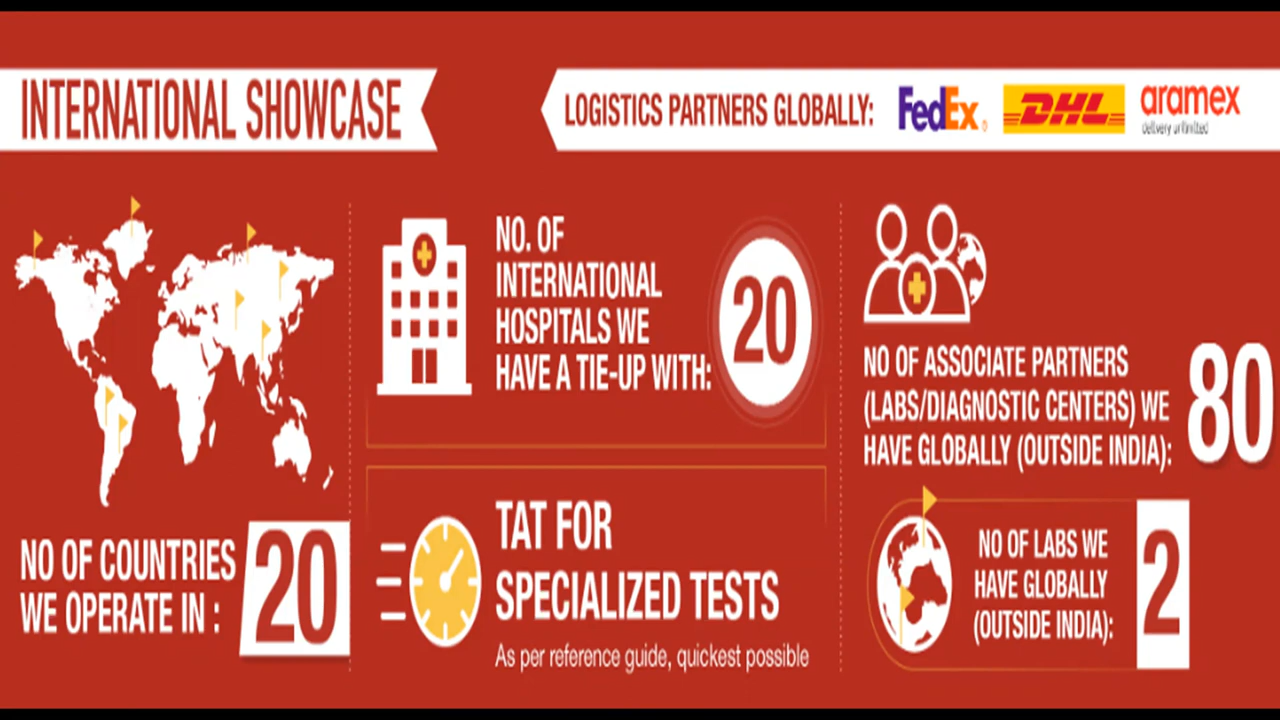 INTERNATIONAL SHOWCASE
LOGISTICS PARTNERS GLOBALLY:
FedEx®
DHL
aramex
delivery unlimited
NO OF COUNTRIES
WE OPERATE IN :
20
NO. OF
INTERNATIONAL
HOSPITALS WE
HAVE A TIE-UP WITH:
20
TAT FOR
SPECIALIZED TESTS
As per reference guide, quickest possible
NO OF ASSOCIATE PARTNERS
(LABS/DIAGNOSTIC CENTERS) WE
HAVE GLOBALLY (OUTSIDE INDIA):
80
NO OF LABS WE
HAVE GLOBALLY
(OUTSIDE INDIA):
2